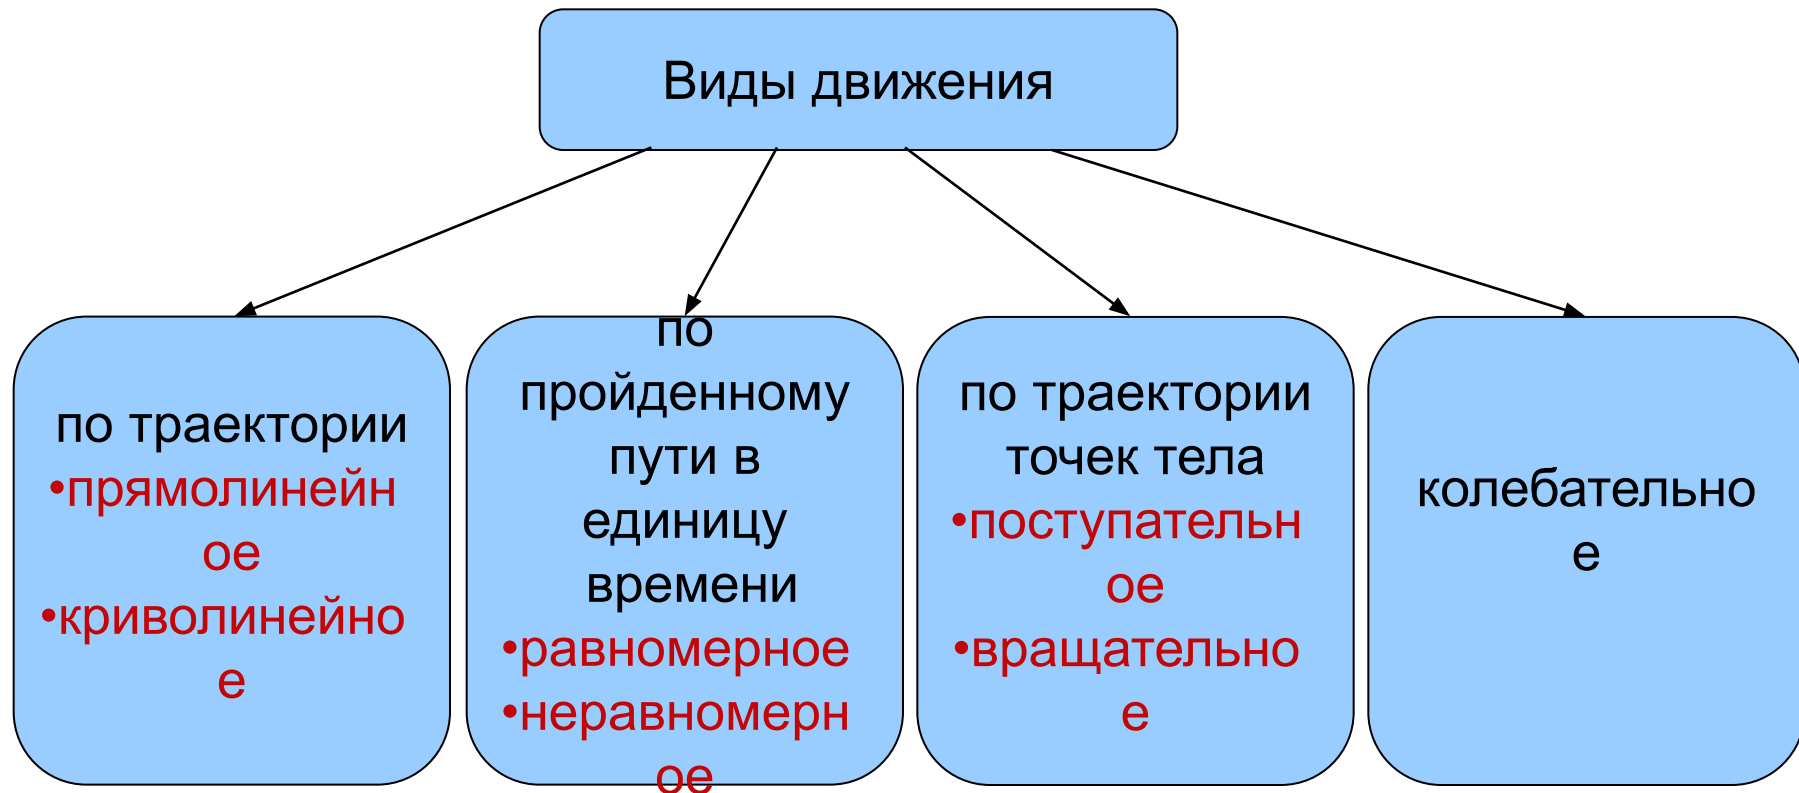 Виды движения
по траектории
•прямолинейн
ое
•криволинейно
е
по
пройденному
пути в
единицу
времени
•равномерное
•неравномерн
ое
по траектории
точек тела
•поступательн
ое
•вращательно
е
колебательно
е